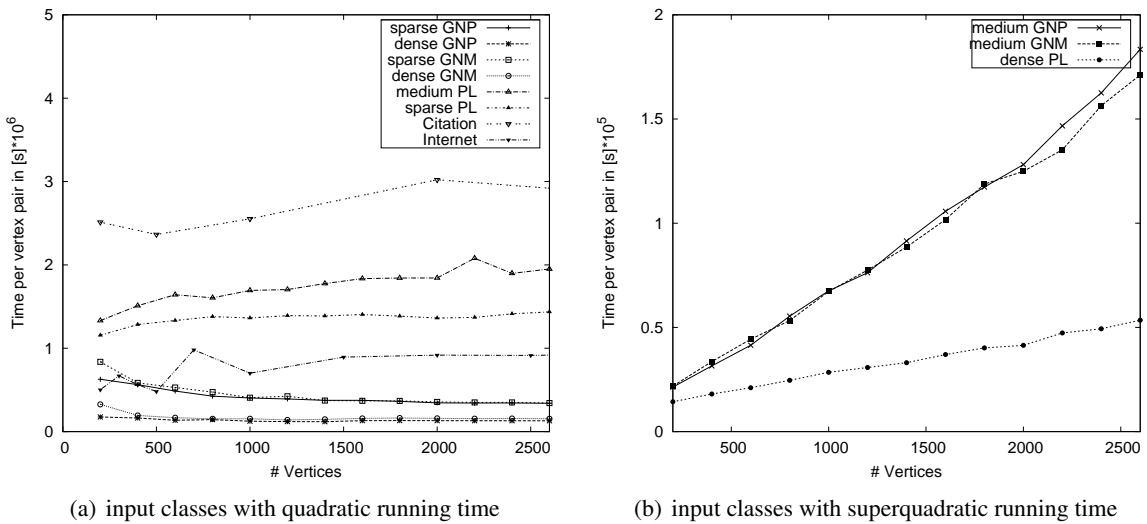 Time per vertex pair in [s]*10^6
5
4
3
2
1
0
0 500 1000 1500 2000 2500
# Vertices
sparse GNP
dense GNP
sparse GNM
dense GNM
medium PL
sparse PL
Citation
Internet
(a) input classes with quadratic running time
Time per vertex pair in [s]*10^5
2
1.5
1
0.5
0
500 1000 1500 2000 2500
# Vertices
medium GNP
medium GNM
dense PL
(b) input classes with superquadratic running time